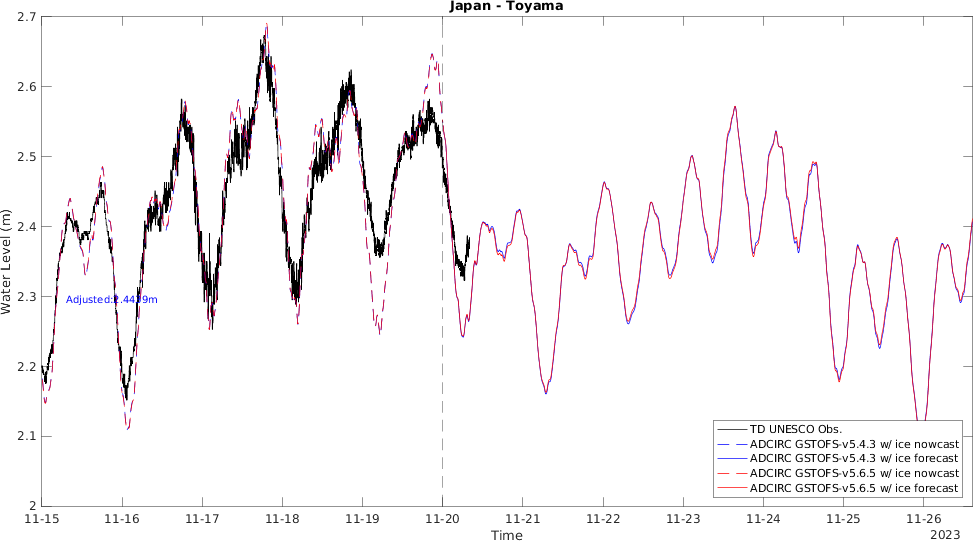 Japan - Toyama
2.7
2.6
2.5
2.4
2.3
2.2
2.1
2
Water Level (m)
TD UNESCO Obs.
ADCIRC GSTOFS-v5.4.3 w/ ice nowcast
ADCIRC GSTOFS-v5.4.3 w/ ice forecast
ADCIRC GSTOFS-v5.6.5 w/ ice nowcast
ADCIRC GSTOFS-v5.6.5 w/ ice forecast
11-15 11-16 11-17 11-18 11-19 11-20 11-21 11-22 11-23 11-24 11-25 11-26
Time
2023